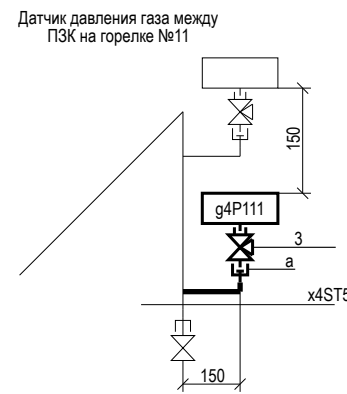 Датчик давления газа между
ПЗК на горелке №11
150
g4P111
3
a
x4ST5
150